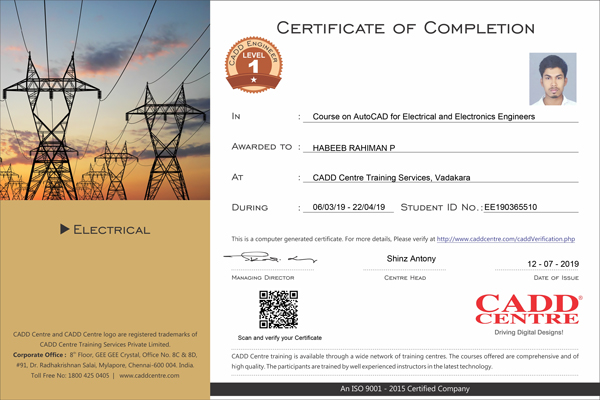 CERTIFICATE OF COMPLETION
CADD ENGINEER
LEVEL
1
IN : Course on AutoCAD for Electrical and Electronics Engineers
AWARDED TO : HABEEB RAHIMAN P
AT : CADD Centre Training Services, Vadakara
DURING : 06/03/19 - 22/04/19 STUDENT ID NO. : EE190365510
ELECTRICAL
This is a computer generated certificate. For more details, Please verify at http://www.caddcentre.com/caddVerification.php
Shinz Antony
12 - 07 - 2019
MANAGING DIRECTOR
CENTRE HEAD
DATE OF ISSUE
CADD
CENTRE
®
Driving Digital Designs!
Scan and verify your Certificate
CADD Centre and CADD Centre logo are registered trademarks of
CADD Centre Training Services Private Limited.
Corporate Office : 8th Floor, GEE GEE Crystal, Office No. 8C & 8D,
#91, Dr. Radhakrishnan Salai, Mylapore, Chennai-600 004. India.
Toll Free No: 1800 425 0405 | www.caddcentre.com
CADD Centre training is available through a wide network of training centres. The courses offered are comprehensive and of
high quality. The participants are trained by well experienced instructors in the latest technology.
An ISO 9001 - 2015 Certified Company